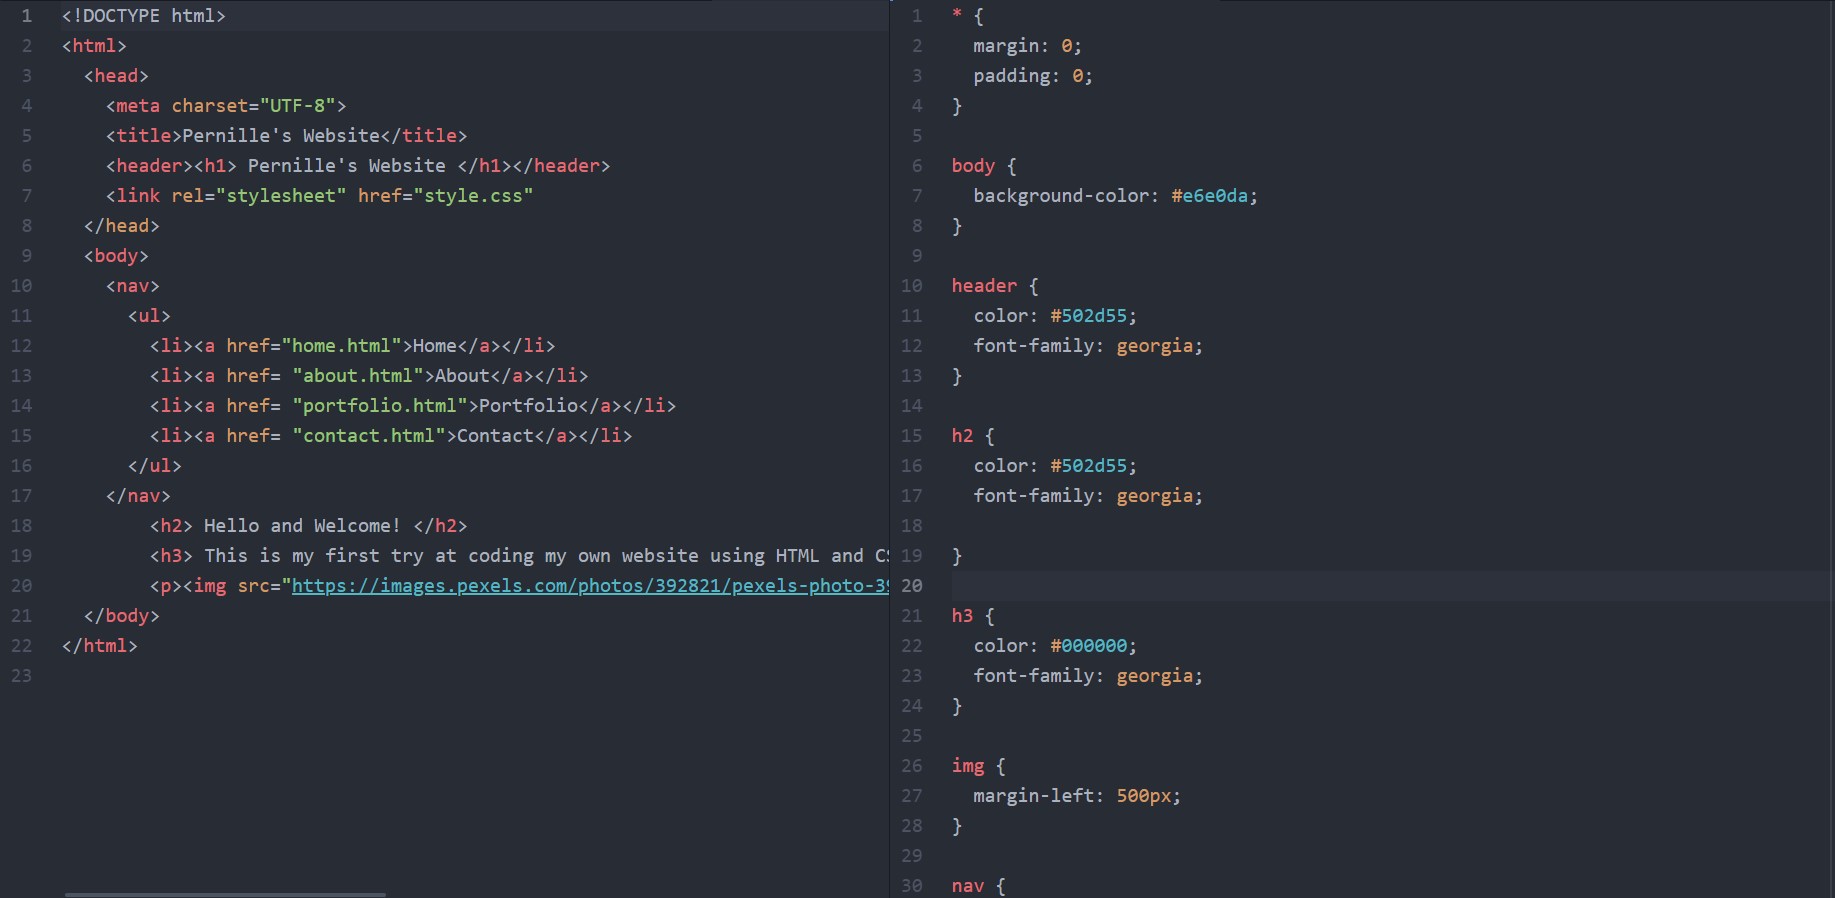 1 <!DOCTYPE html>
2 <html>
3 <head>
4 <meta charset="UTF-8">
5 <title>Pernille's Website</title>
6 <header><h1> Pernille's Website </h1></header>
7 <link rel="stylesheet" href="style.css"
8 </head>
9 <body>
10 <nav>
11 <ul>
12 <li><a href="home.html">Home</a></li>
13 <li><a href= "about.html">About</a></li>
14 <li><a href= "portfolio.html">Portfolio</a></li>
15 <li><a href= "contact.html">Contact</a></li>
16 </ul>
17 </nav>
18 <h2> Hello and Welcome! </h2>
19 <h3> This is my first try at coding my own website using HTML and CS
20 <p><img src="https://images.pexels.com/photos/392821/pexels-photo-39
21 </body>
22 </html>
23
1 * {
2 margin: 0;
3 padding: 0;
4 }
5
6 body {
7 background-color: #e6e0da;
8 }
9
10 header {
11 color: #502d55;
12 font-family: georgia;
13 }
14
15 h2 {
16 color: #502d55;
17 font-family: georgia;
18
19 }
20
21 h3 {
22 color: #000000;
23 font-family: georgia;
24 }
25
26 img {
27 margin-left: 500px;
28 }
29
30 nav {